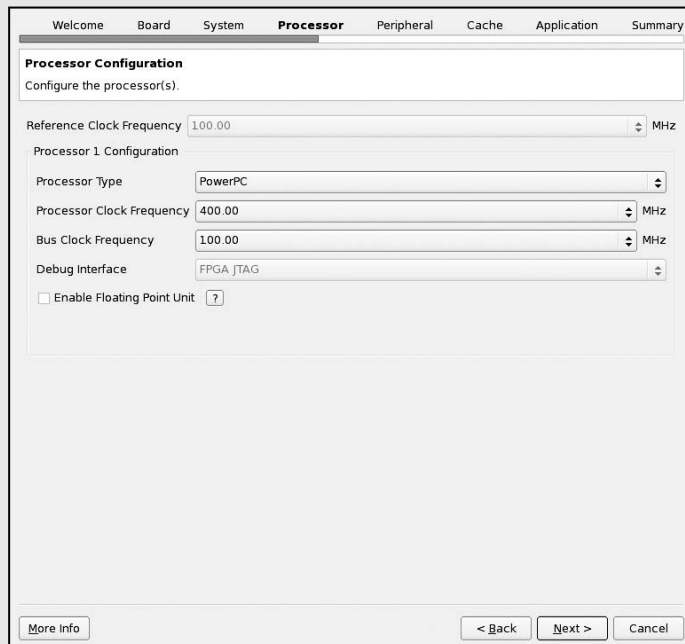 Welcome Board System Processor Peripheral Cache Application Summary
Processor Configuration
Configure the processor(s).
Reference Clock Frequency 100.00 MHz
Processor 1 Configuration
Processor Type PowerPC
Processor Clock Frequency 400.00 MHz
Bus Clock Frequency 100.00 MHz
Debug Interface FPGA JTAG
Enable Floating Point Unit ?
More Info < Back Next > Cancel